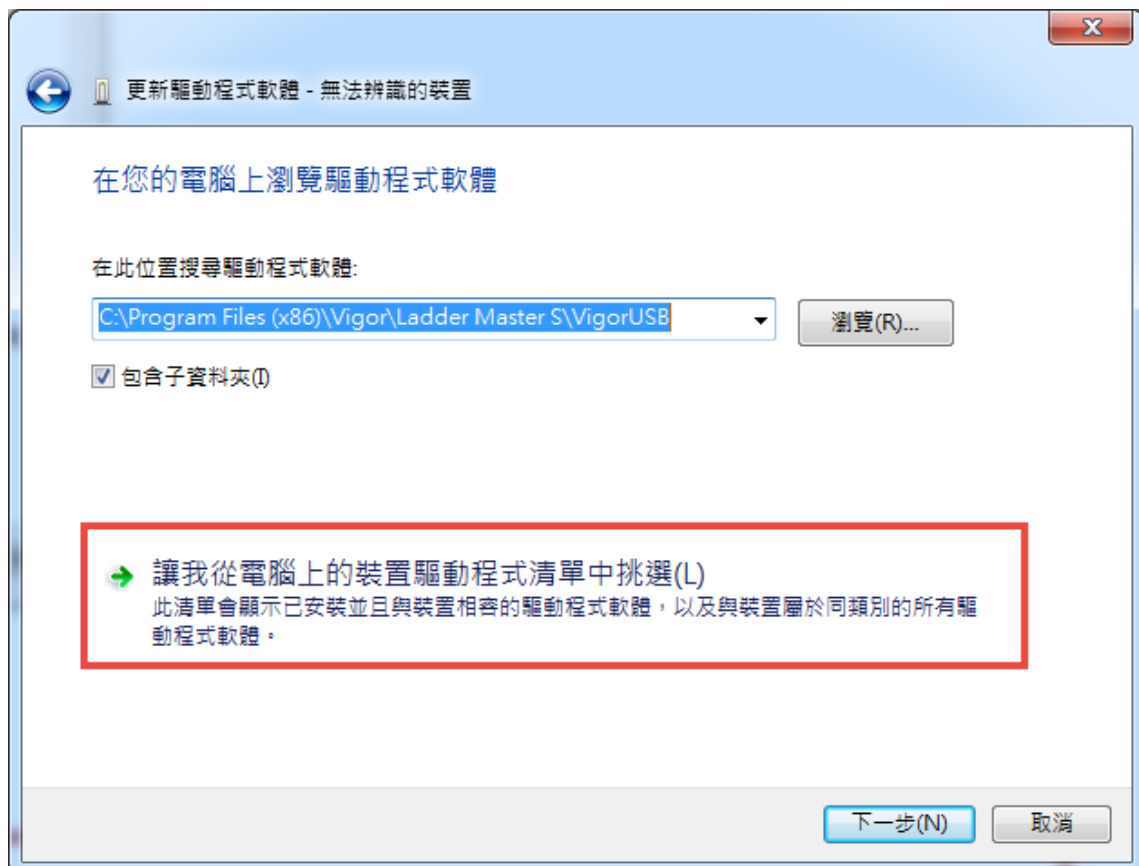 更新驅動程式軟體 - 無法辨識的裝置
在您的電腦上瀏覽驅動程式軟體
在此位置搜尋驅動程式軟體:
C:\Program Files (x86)\Vigor\Ladder Master S\VigorUSB
瀏覽(R)...
包含子資料夾(I)
讓我從電腦上的裝置驅動程式清單中挑選(L)
此清單會顯示已安裝並且與裝置相容的驅動程式軟體，以及與裝置屬於同類別的所有驅
動程式軟體。
下一步(N)
取消